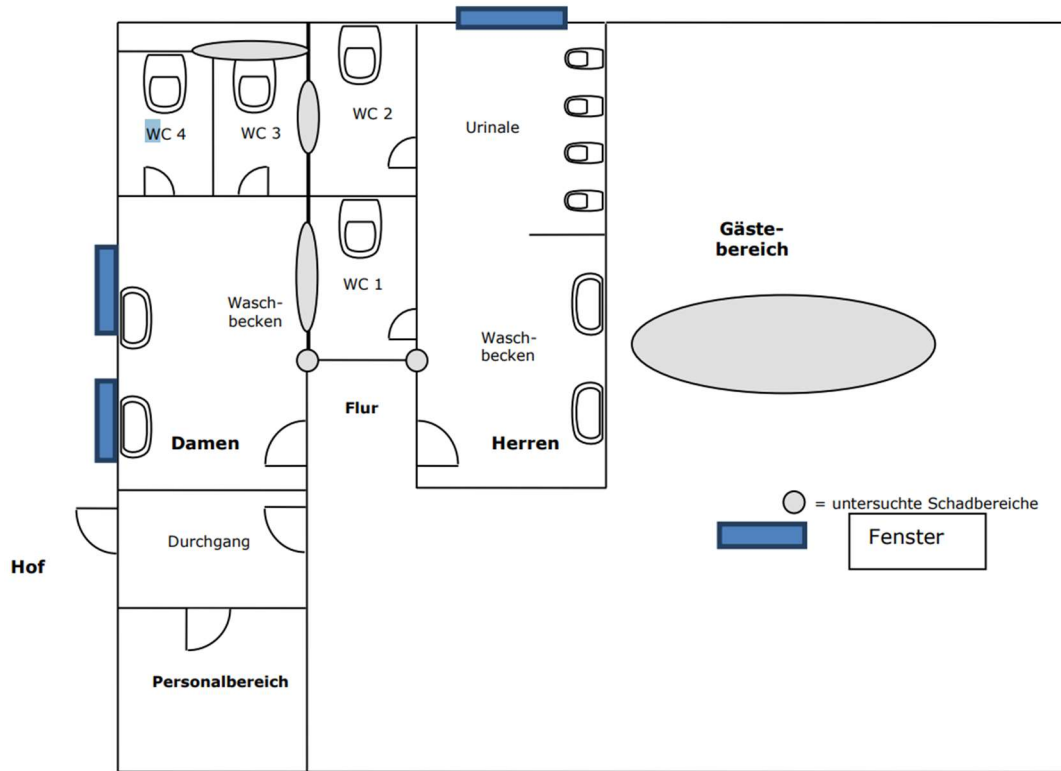 WC 4
WC 3
WC 2
Urinale
Gäste-
bereich
WC 1
Wasch-
becken
Wasch-
becken
Flur
Damen
Herren
= untersuchte Schadbereiche
Fenster
Durchgang
Hof
Personalbereich